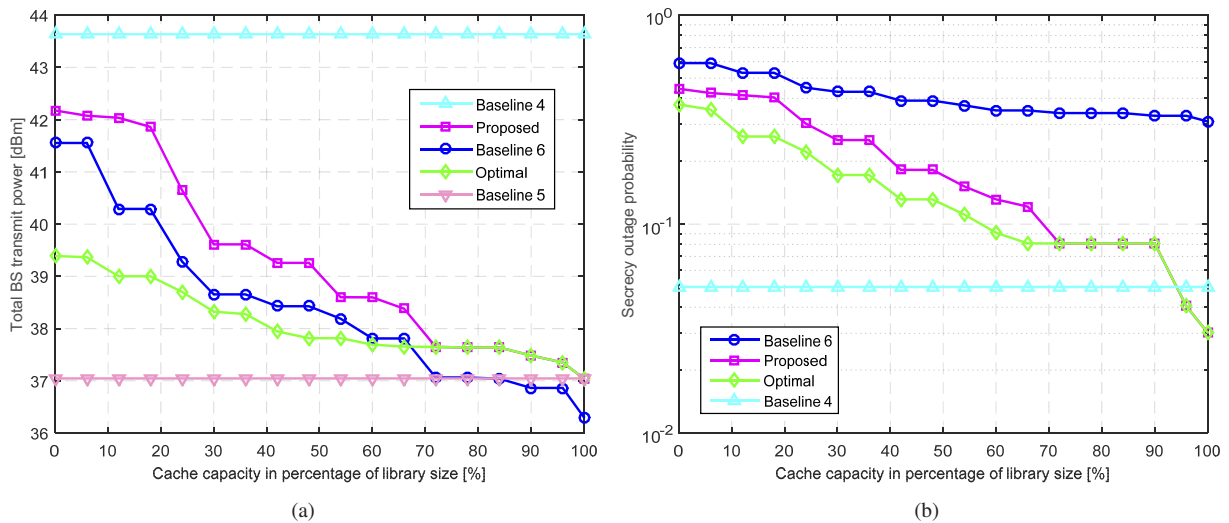 44
43
42
41
40
39
38
37
36
Total BS transmit power [dBm]
Baseline 4
Proposed
Baseline 6
Optimal
Baseline 5
0 10 20 30 40 50 60 70 80 90 100
Cache capacity in percentage of library size [%]
(a)
10^0
10^-1
10^-2
Secrecy outage probability
Baseline 6
Proposed
Optimal
Baseline 4
0 10 20 30 40 50 60 70 80 90 100
Cache capacity in percentage of library size [%]
(b)